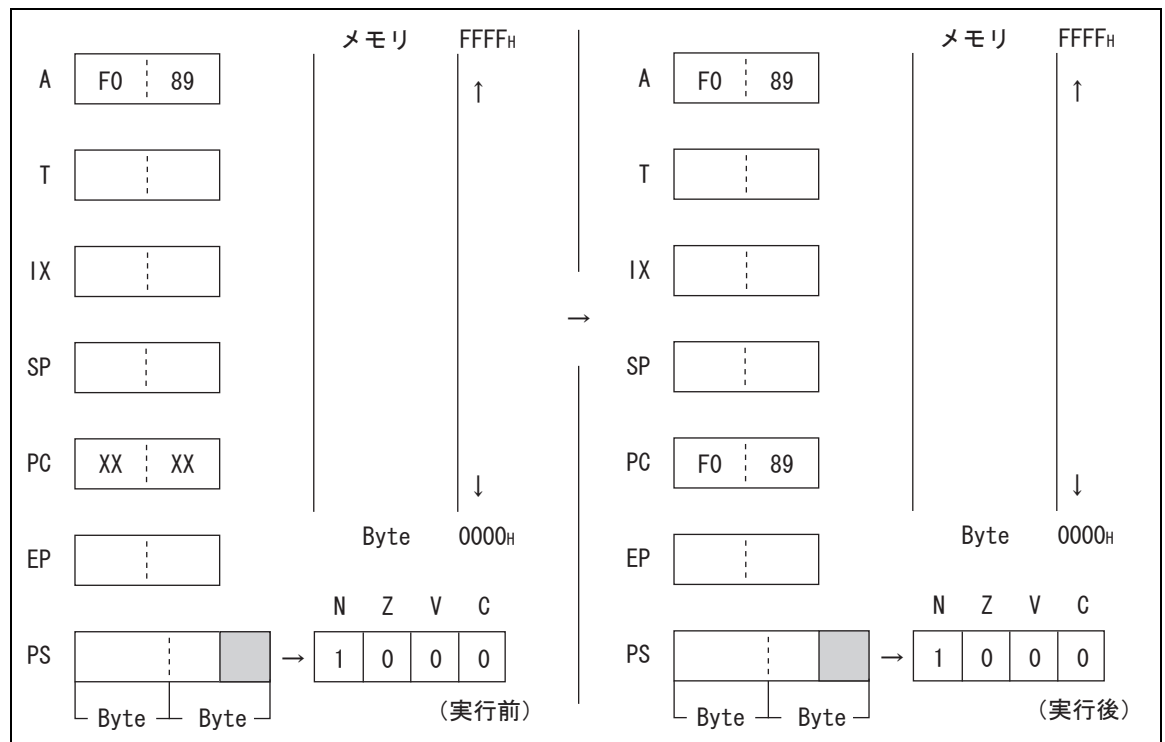 メモリ FFFFH
A F0 89
↑
T
IX
SP
PC XX XX
↓
Byte 0000H
EP
N Z V C
PS → 1 0 0 0
Byte Byte (実行前)
→
メモリ FFFFH
A F0 89
↑
T
IX
SP
PC F0 89
↓
Byte 0000H
EP
N Z V C
PS → 1 0 0 0
Byte Byte (実行後)